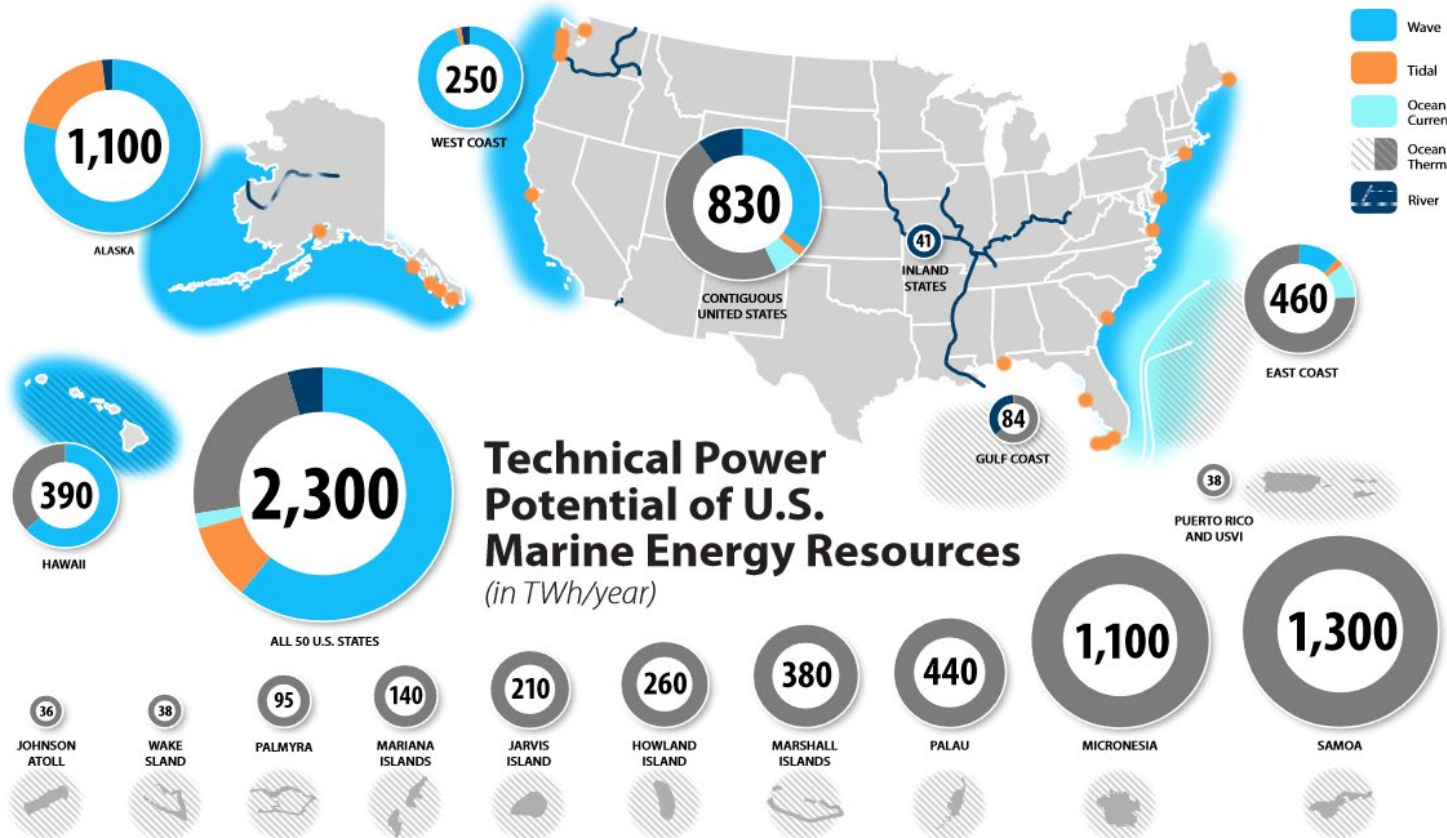 Wave
Tidal
Ocean
Curren
Ocean
Therm
River
1,100
ALASKA
250
WEST COAST
830
CONTIGUOUS
UNITED STATES
41
INLAND
STATES
460
EAST COAST
84
GULF COAST
390
HAWAII
2,300
ALL 50 U.S. STATES
Technical Power
Potential of U.S.
Marine Energy Resources
(in TWh/year)
38
PUERTO RICO
AND USVI
36
JOHNSON
ATOLL
38
WAKE
SLAND
95
PALMYRA
140
MARIANA
ISLANDS
210
JARVIS
ISLAND
260
HOWLAND
ISLAND
380
MARSHALL
ISLANDS
440
PALAU
1,100
MICRONESIA
1,300
SAMOA